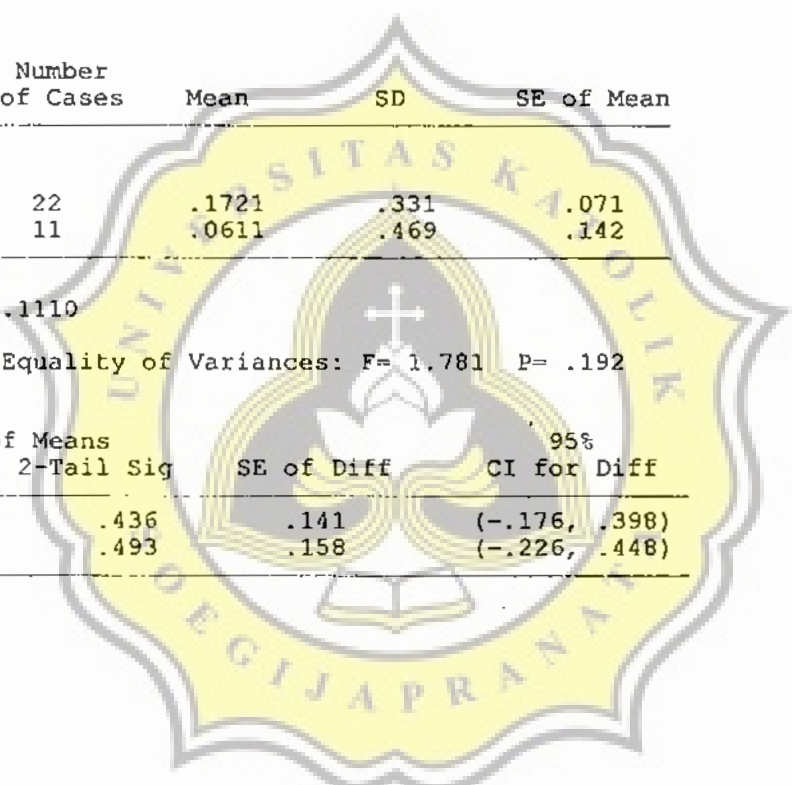 Number
of Cases Mean SD SE of Mean
22 .1721 .331 .071
11 .0611 .469 .142
.1110
Equality of Variances: F= 1.781 P= .192
f Means 95%
2-Tail Sig SE of Diff CI for Diff
.436 .141 (-.176, .398)
.493 .158 (-.226, .448)
UNIVERSITAS KATOLIK
SOEGIJAPRANATA